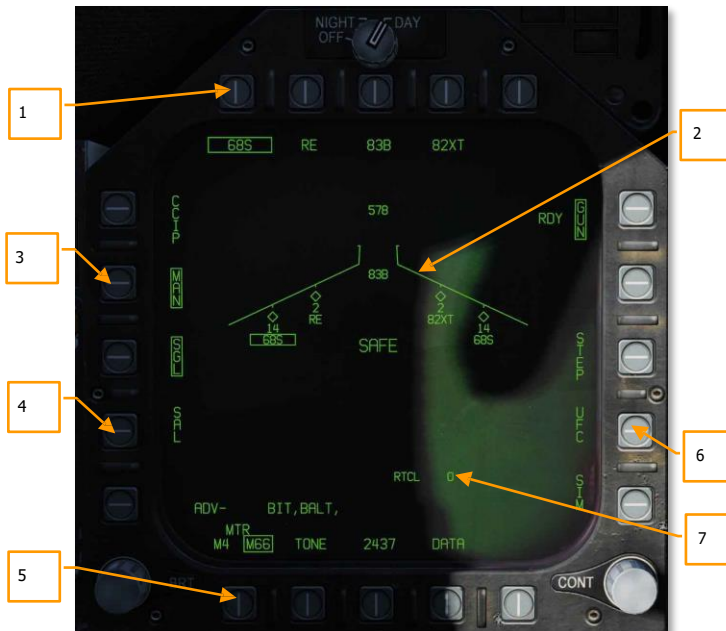 NIGHT DAY
OFF
1
68S RE 83B 82XT
2
CCIP
578
RDY GUN
3
MAN
83B
2 2
RE 82XT
14 14
68S 68S
SGL
SAFE
STEP
4
SAL
UFC
6
RTCL 0
SIM
ADV- BIT,BALT,
MTR
7
M4 M66 TONE 2437 DATA
5
BRT
CONT